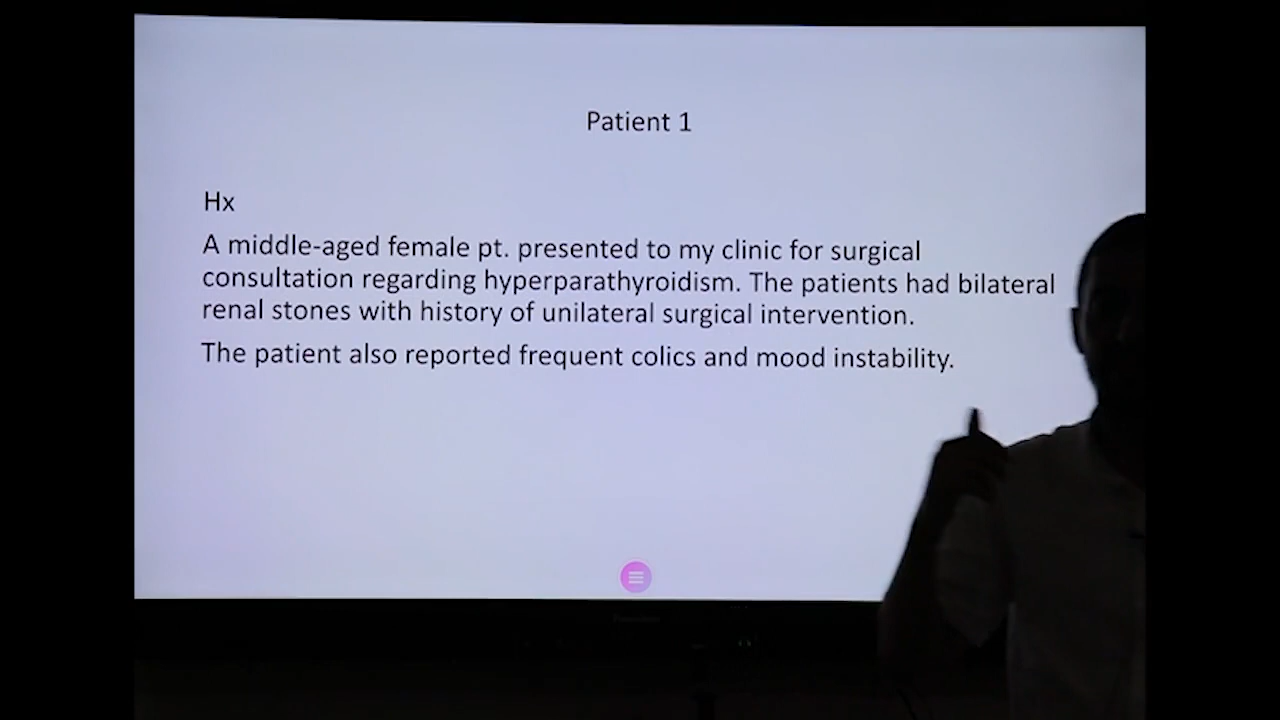 Patient 1
Hx
A middle-aged female pt. presented to my clinic for surgical
consultation regarding hyperparathyroidism. The patients had bilateral
renal stones with history of unilateral surgical intervention.
The patient also reported frequent colics and mood instability.